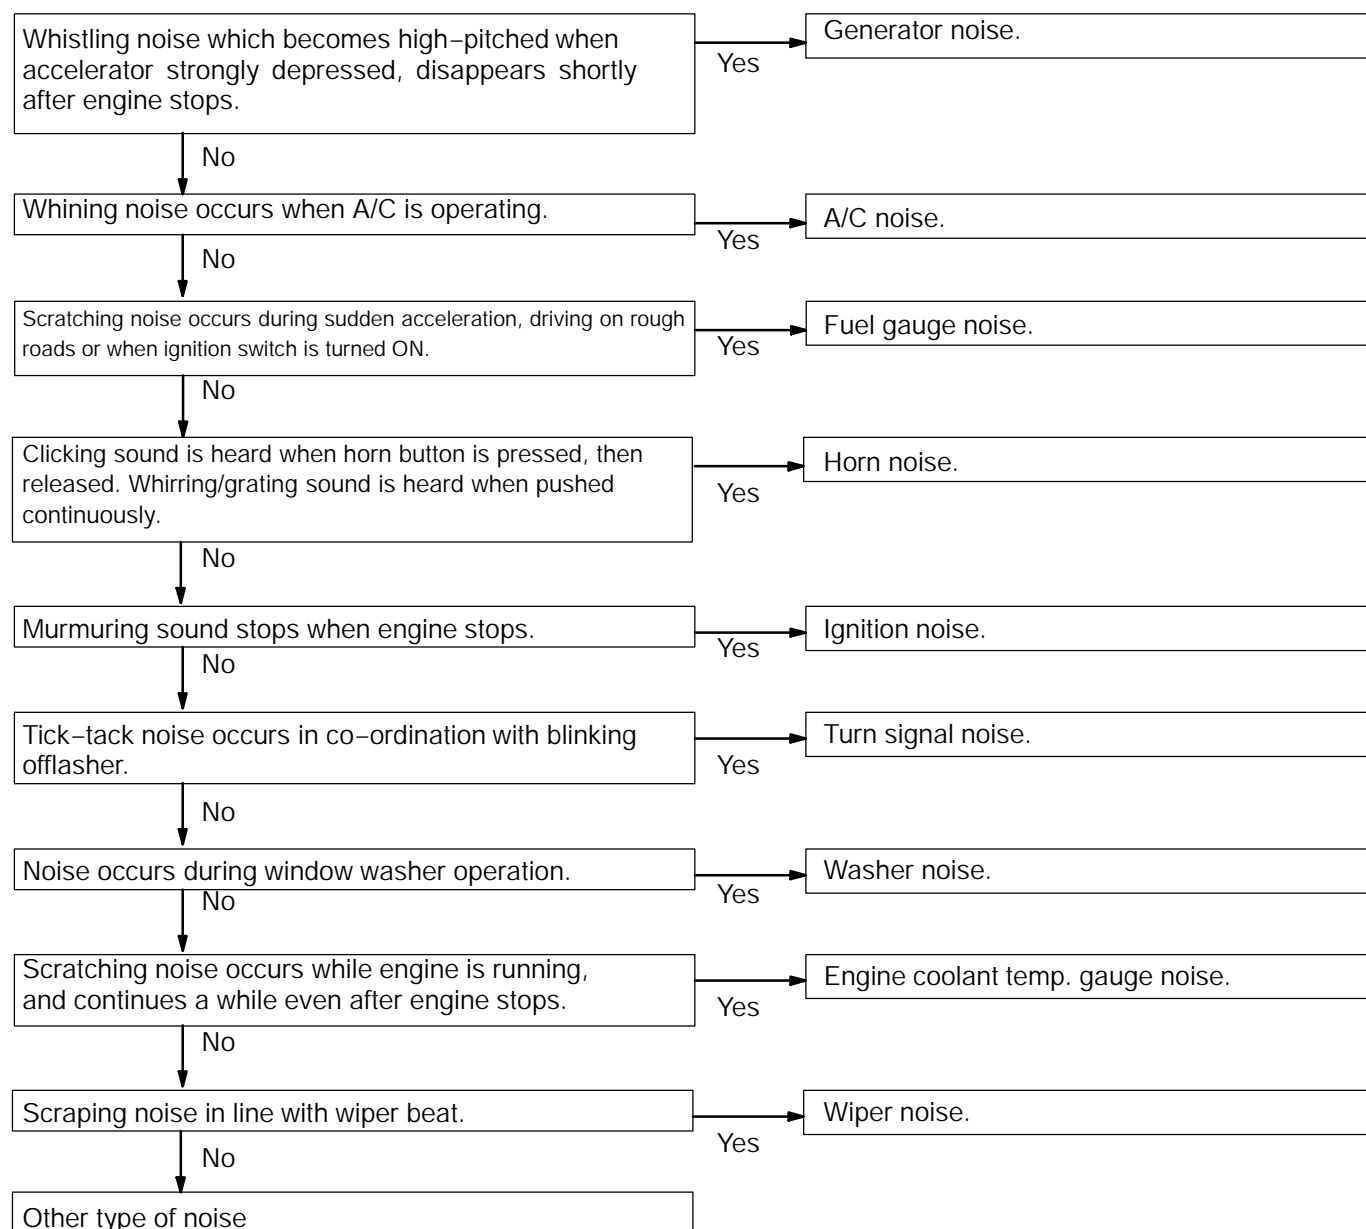 Whistling noise which becomes high−pitched when
accelerator strongly depressed, disappears shortly
after engine stops.
Yes
Generator noise.
No
Whining noise occurs when A/C is operating.
Yes
A/C noise.
No
Scratching noise occurs during sudden acceleration, driving on rough
roads or when ignition switch is turned ON.
Yes
Fuel gauge noise.
No
Clicking sound is heard when horn button is pressed, then
released. Whirring/grating sound is heard when pushed
continuously.
Yes
Horn noise.
No
Murmuring sound stops when engine stops.
Yes
Ignition noise.
No
Tick−tack noise occurs in co−ordination with blinking
offlasher.
Yes
Turn signal noise.
No
Noise occurs during window washer operation.
Yes
Washer noise.
No
Scratching noise occurs while engine is running,
and continues a while even after engine stops.
Yes
Engine coolant temp. gauge noise.
No
Scraping noise in line with wiper beat.
Yes
Wiper noise.
No
Other type of noise